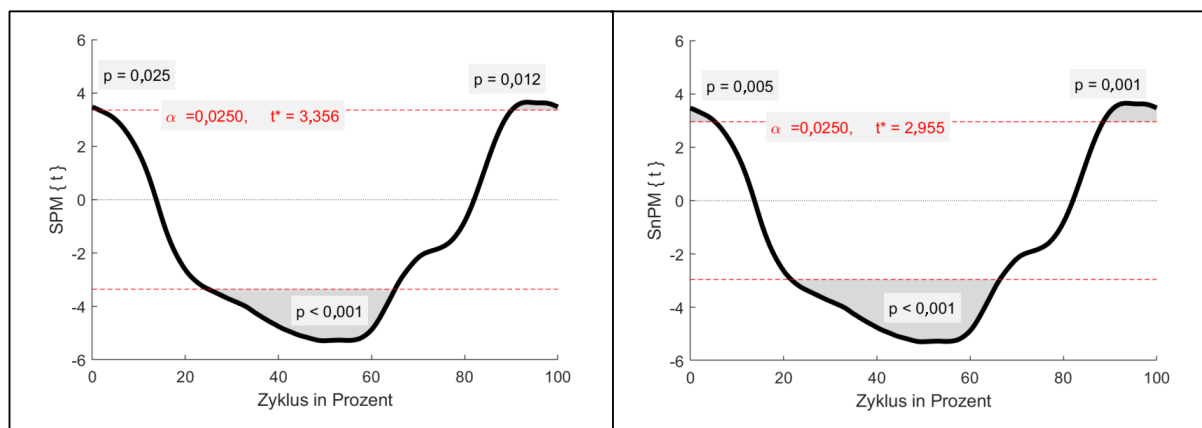 6
4
2
0
-2
-4
-6
SPM { t }
p = 0,025
p = 0,012
α =0,0250, t* = 3,356
p < 0,001
0 20 40 60 80 100
Zyklus in Prozent
6
4
2
0
-2
-4
-6
SnPM { t }
p = 0,005
p = 0,001
α =0,0250, t* = 2,955
p < 0,001
0 20 40 60 80 100
Zyklus in Prozent